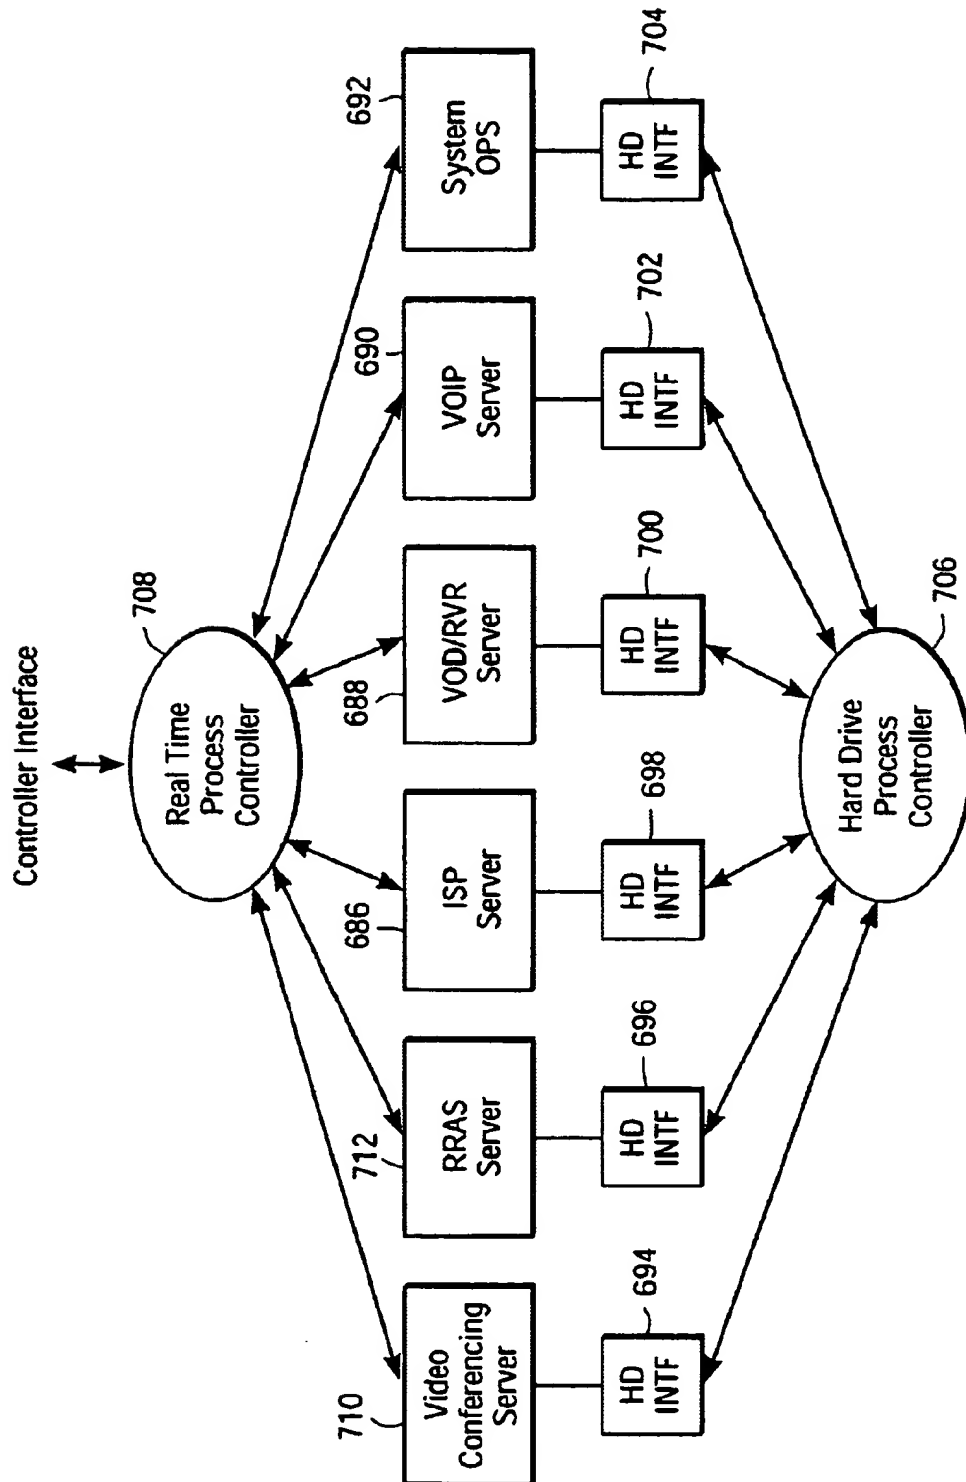 Controller Interface
708
Real Time
Process
Controller
710
Video
Conferencing
Server
712
RRAS
Server
686
ISP
Server
688
VOD/RVR
Server
690
VOIP
Server
692
System
OPS
694
HD
INTF
696
HD
INTF
698
HD
INTF
700
HD
INTF
702
HD
INTF
704
HD
INTF
706
Hard Drive
Process
Controller